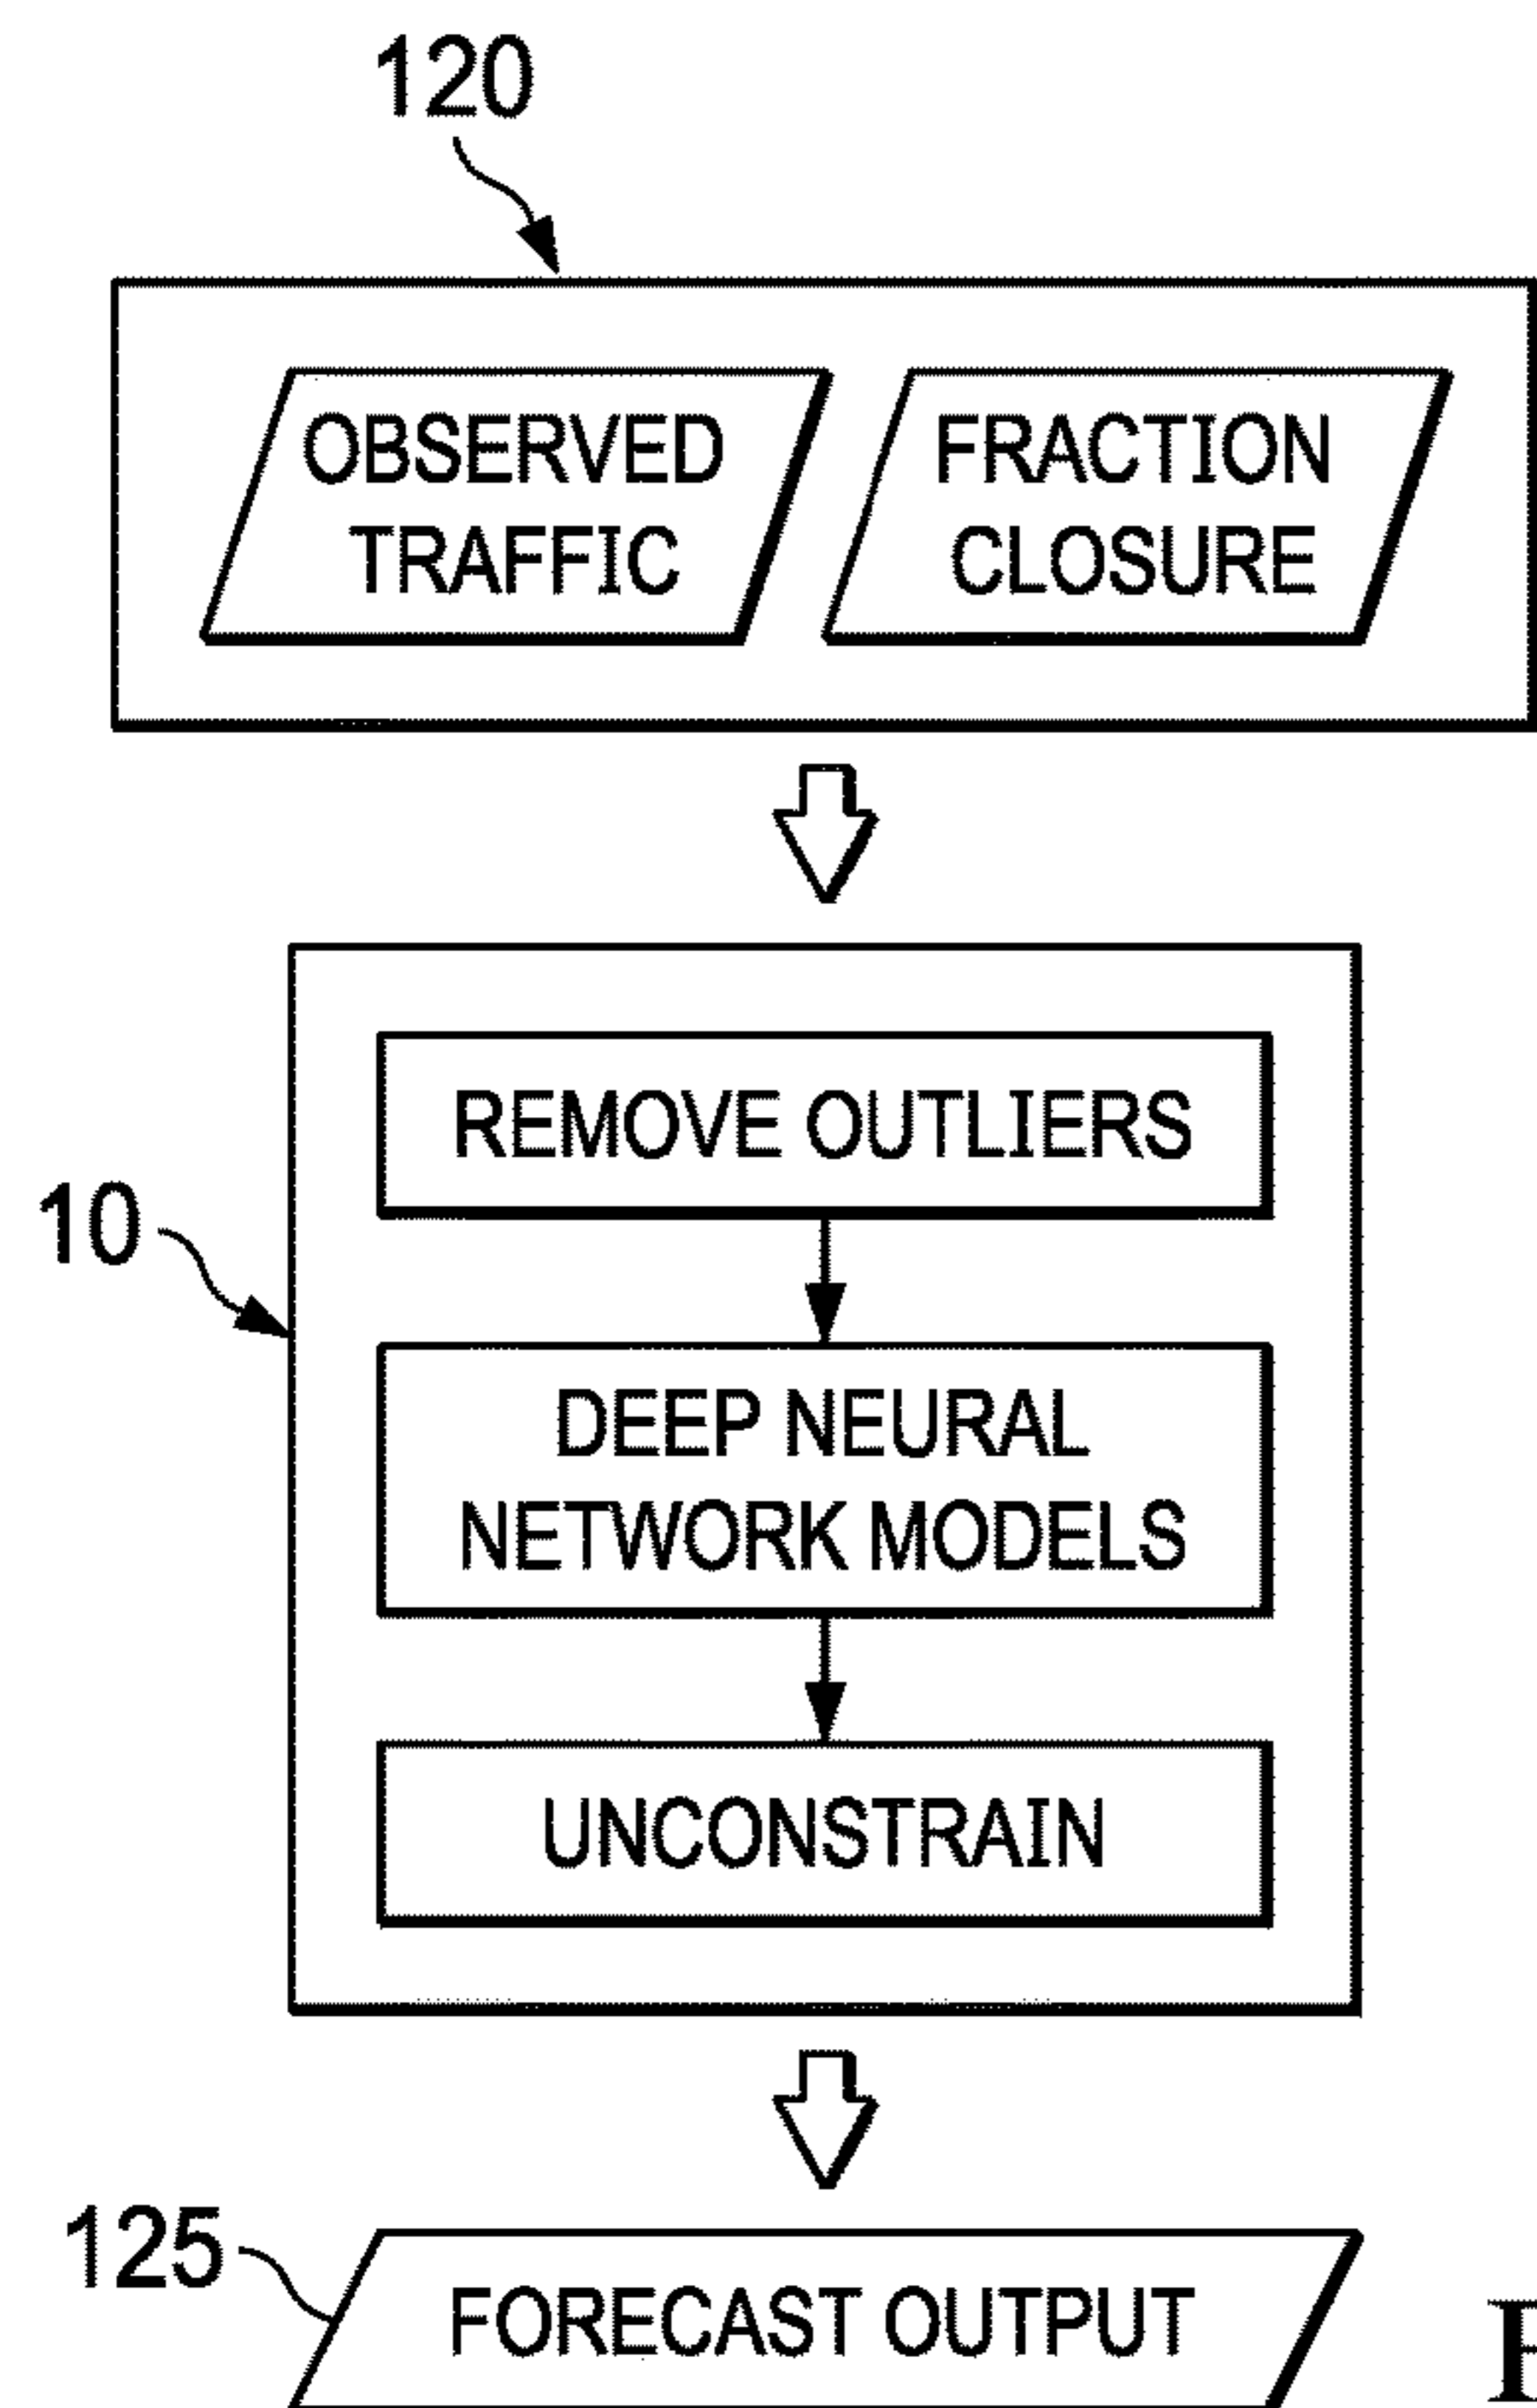 120
OBSERVED
TRAFFIC
FRACTION
CLOSURE
REMOVE OUTLIERS
10
DEEP NEURAL
NETWORK MODELS
UNCONSTRAIN
125
FORECAST OUTPUT